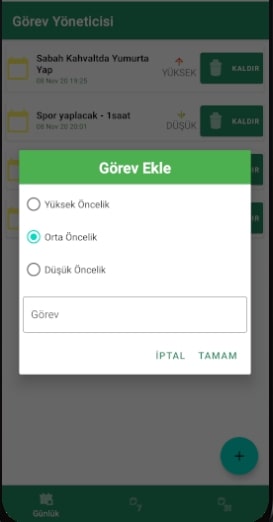 Görev Yöneticisi
Sabah Kahvaltda Yumurta
Yap
08 Nov 20 19:25
YÜKSEK
KALDIR
Spor yaplacak - 1saat
08 Nov 20 20:01
DÜŞÜK
KALDIR
Görev Ekle
Yüksek Öncelik
Orta Öncelik
Düşük Öncelik
Görev
İPTAL TAMAM
+
Günlük
7